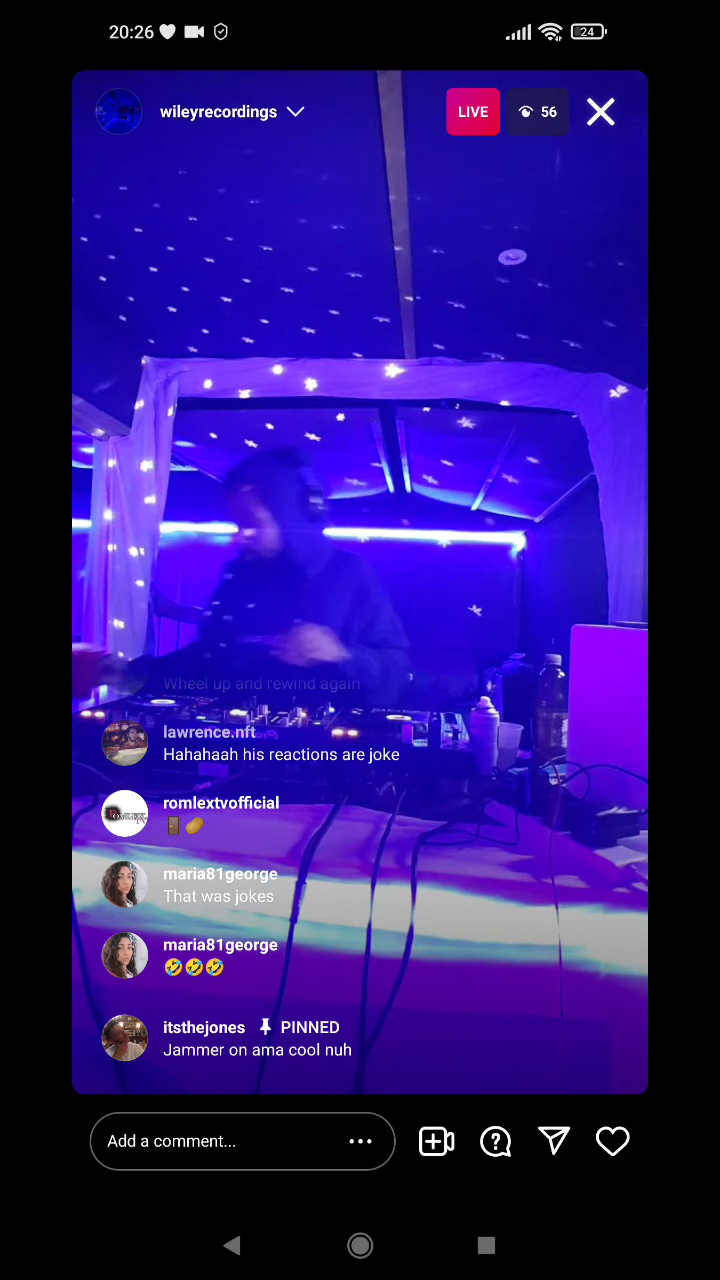 20:26
24
wileyrecordings
LIVE
56
Wheel up and rewind again
lawrence.nft
Hahahaah his reactions are joke
romlextvofficial
maria81george
That was jokes
maria81george
🤣🤣🤣
itsthejones PINNED
Jammer on ama cool nuh
Add a comment...